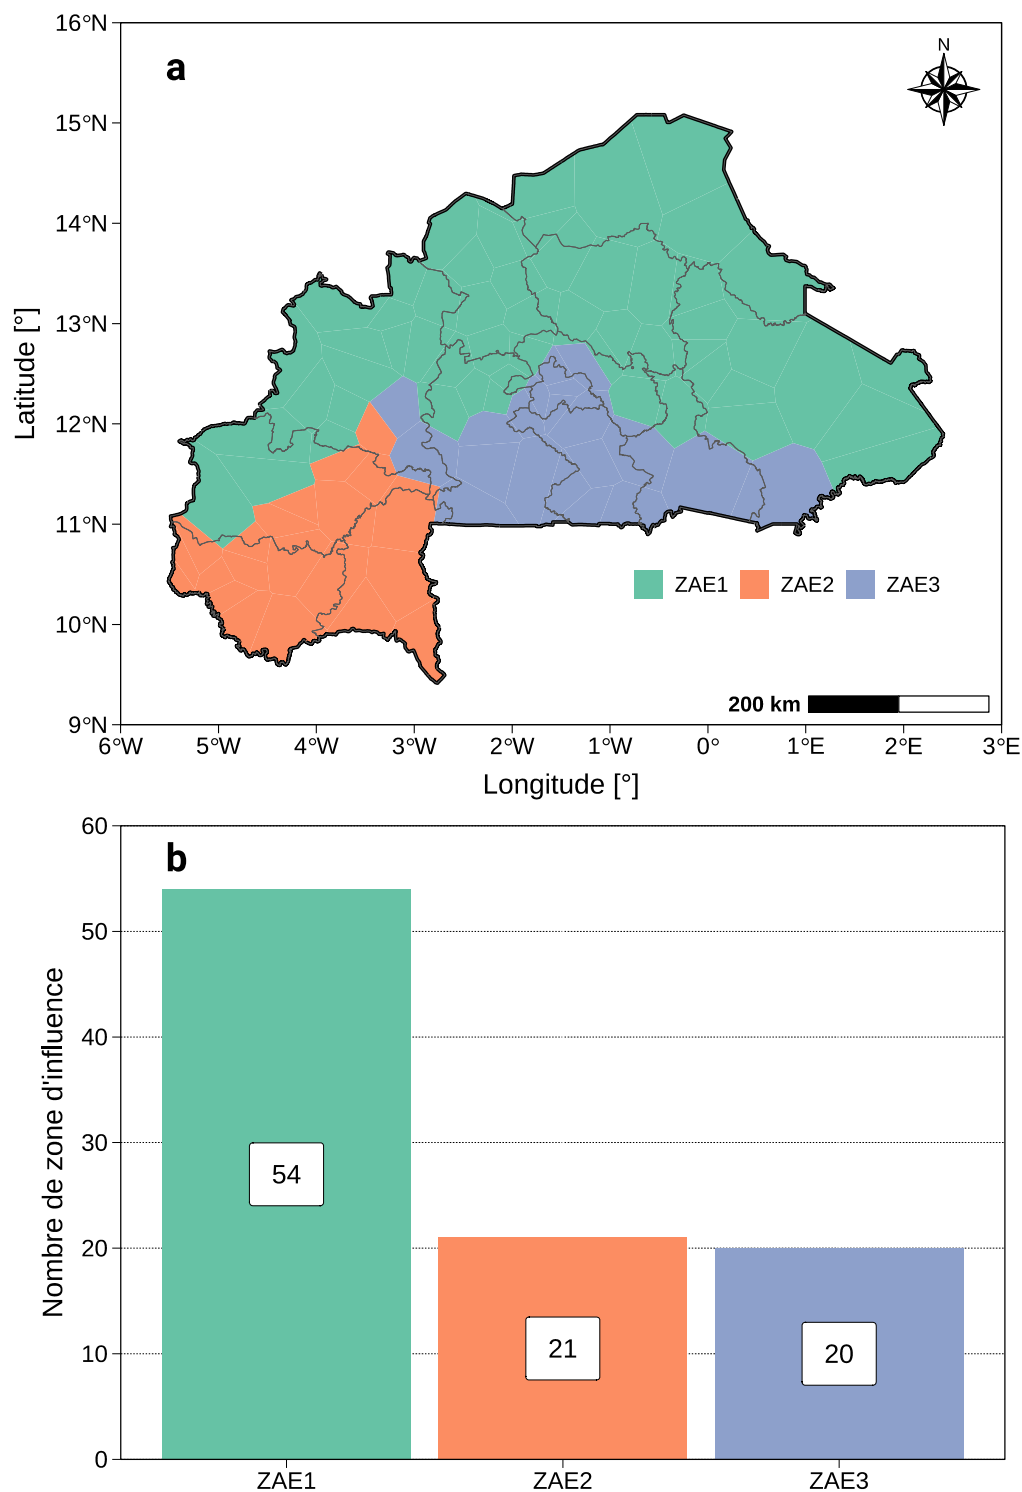 16°N
a
N
15°N
14°N
13°N
12°N
11°N
10°N
9°N
Latitude [°]
ZAE1 ZAE2 ZAE3
200 km
6°W 5°W 4°W 3°W 2°W 1°W 0° 1°E 2°E 3°E
Longitude [°]
60
b
50
40
30
20
10
0
Nombre de zone d'influence
54
21
20
ZAE1 ZAE2 ZAE3